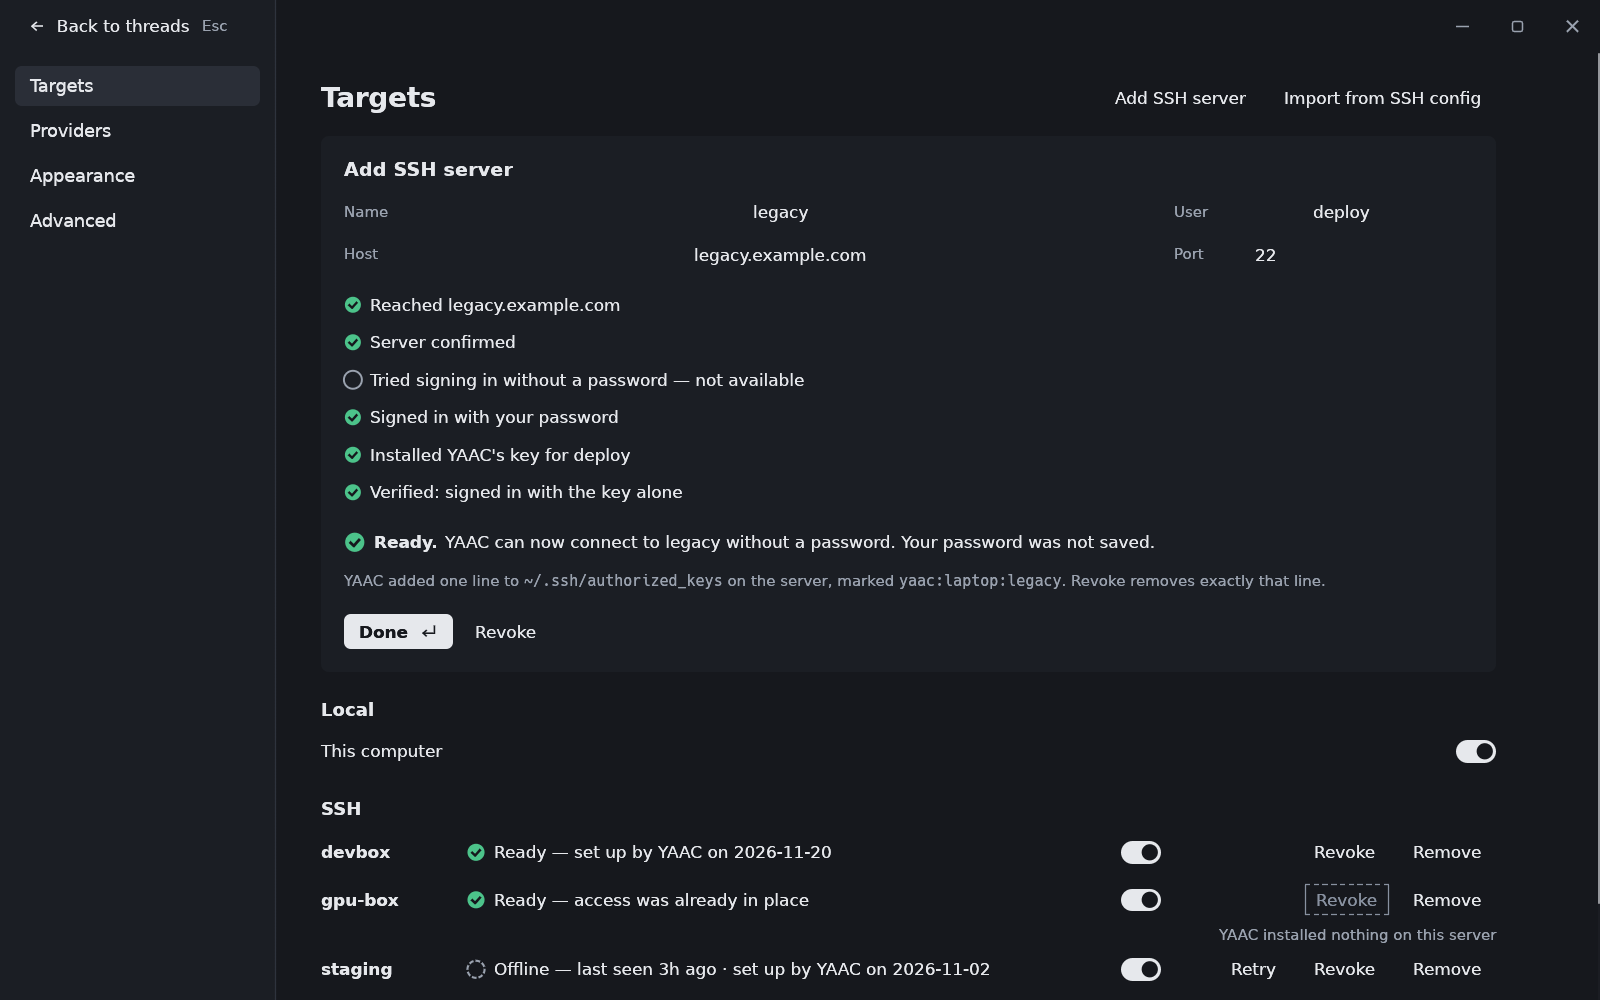 Back to threads Esc
Targets
Providers
Appearance
Advanced
Targets
Add SSH server
Import from SSH config
Add SSH server
Name legacy User deploy
Host legacy.example.com Port 22
Reached legacy.example.com
Server confirmed
Tried signing in without a password — not available
Signed in with your password
Installed YAAC's key for deploy
Verified: signed in with the key alone
Ready. YAAC can now connect to legacy without a password. Your password was not saved.
YAAC added one line to ~/.ssh/authorized_keys on the server, marked yaac:laptop:legacy. Revoke removes exactly that line.
Done Revoke
Local
This computer
SSH
devbox Ready — set up by YAAC on 2026-11-20 Revoke Remove
gpu-box Ready — access was already in place Revoke Remove
YAAC installed nothing on this server
staging Offline — last seen 3h ago · set up by YAAC on 2026-11-02 Retry Revoke Remove